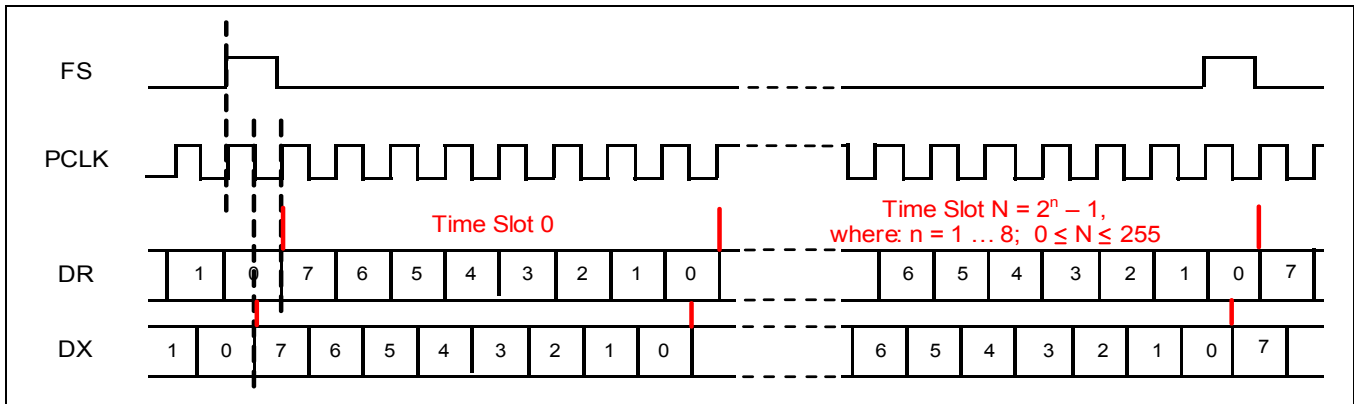 FS
PCLK
Time Slot 0
Time Slot N = 2ⁿ – 1,
where: n = 1 … 8; 0 ≤ N ≤ 255
DR 1 0 7 6 5 4 3 2 1 0 6 5 4 3 2 1 0 7
DX 1 0 7 6 5 4 3 2 1 0 6 5 4 3 2 1 0 7